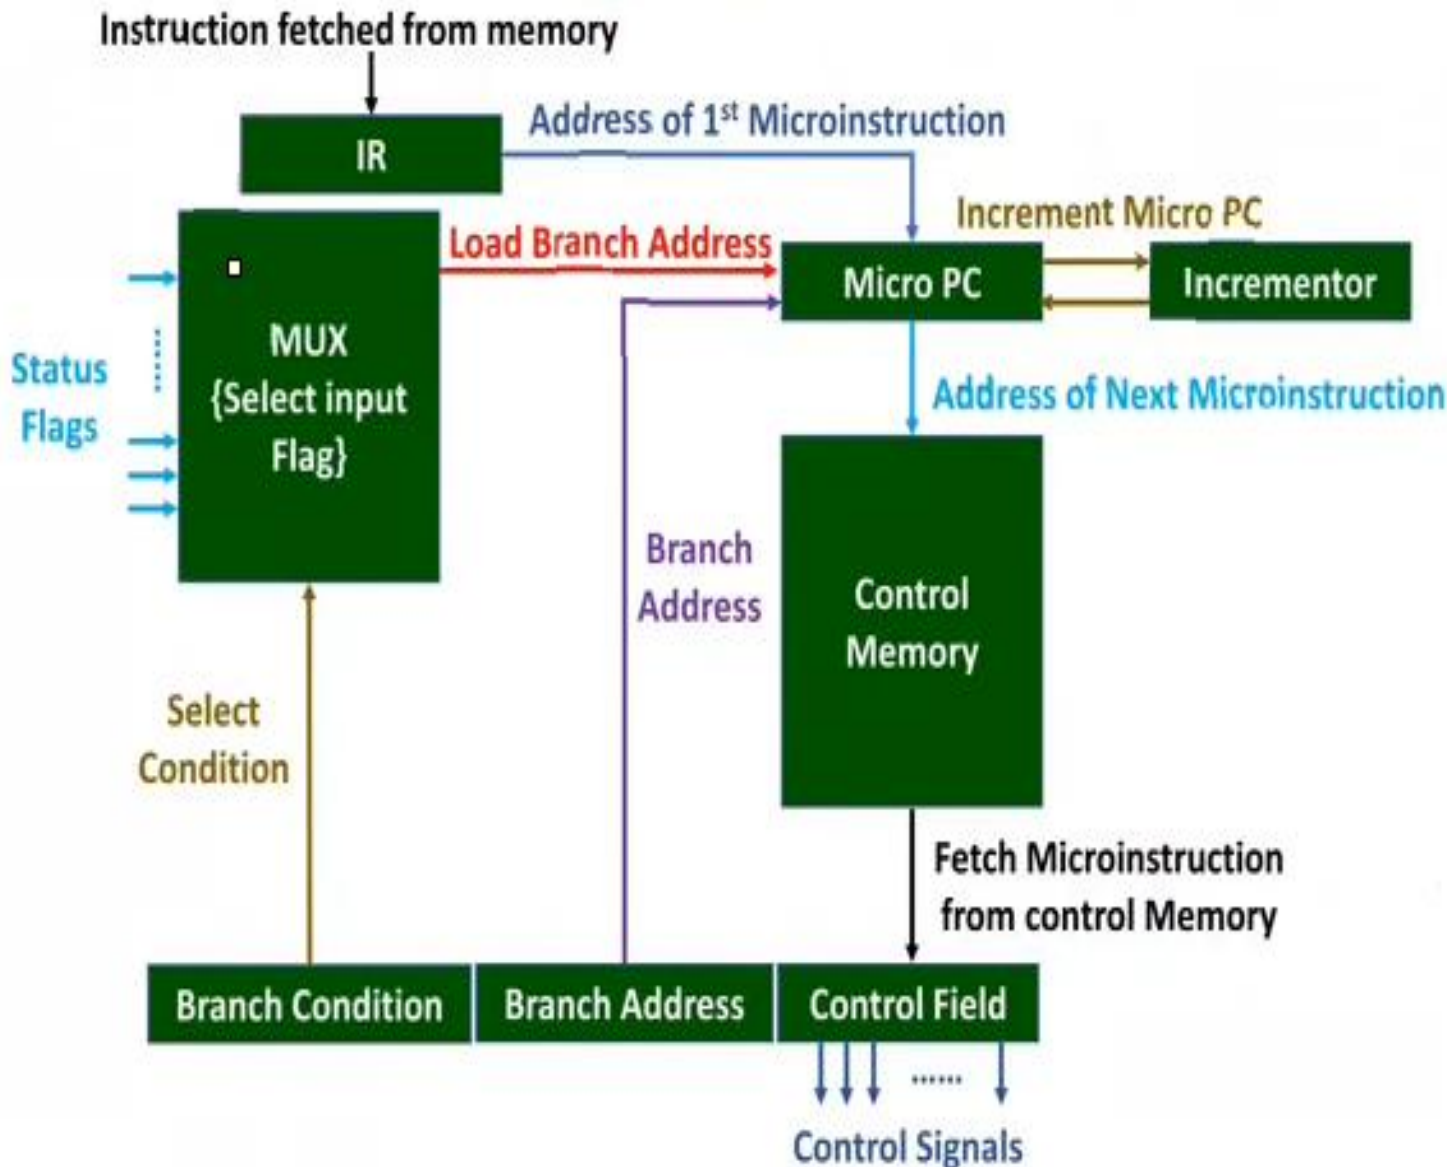 Instruction fetched from memory
IR
Address of 1st Microinstruction
Load Branch Address
Increment Micro PC
Micro PC
Incrementor
MUX
{Select input
Flag}
Status
Flags
Address of Next Microinstruction
Branch
Address
Control
Memory
Select
Condition
Fetch Microinstruction
from control Memory
Branch Condition
Branch Address
Control Field
......
Control Signals